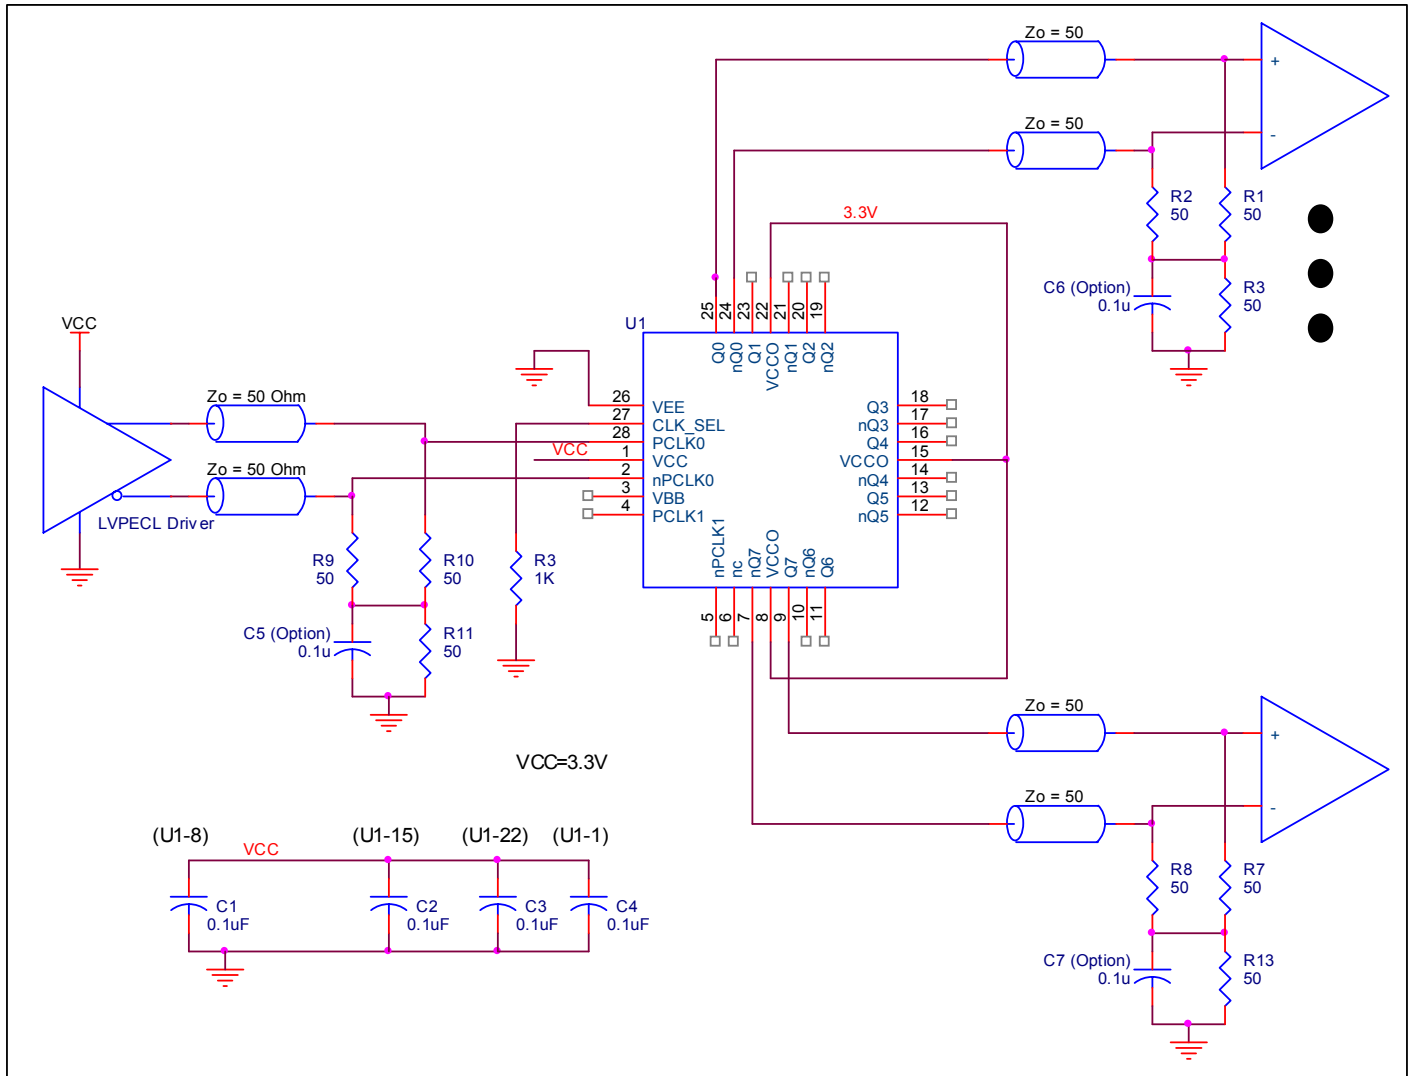 Zo = 50
+
Zo = 50
-
R2
50
R1
50
3.3V
C6 (Option)
0.1u
R3
50
U1
25
24
23
22
21
20
19
Q0
nQ0
Q1
VCCO
nQ1
Q2
nQ2
VCC
Zo = 50 Ohm
Zo = 50 Ohm
LVPECL Driver
26
VEE
27
CLK_SEL
28
PCLK0
VCC
1
VCC
2
nPCLK0
3
VBB
4
PCLK1
Q3
18
nQ3
17
Q4
16
VCCO
15
nQ4
14
Q5
13
nQ5
12
nPCLK1
nc
nQ7
VCCO
Q7
nQ6
Q6
5
6
7
8
9
10
11
R9
50
R10
50
R3
1K
C5 (Option)
0.1u
R11
50
Zo = 50
+
Zo = 50
-
R8
50
R7
50
C7 (Option)
0.1u
R13
50
VCC=3.3V
(U1-8)
(U1-15)
(U1-22)
(U1-1)
VCC
C1
0.1uF
C2
0.1uF
C3
0.1uF
C4
0.1uF